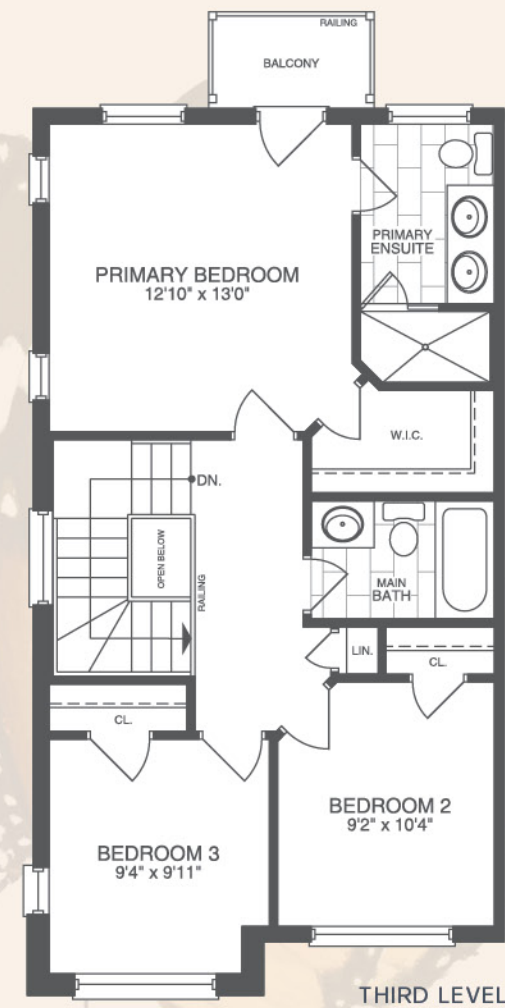 RAILING
BALCONY
PRIMARY
ENSUITE
PRIMARY BEDROOM
12'10" x 13'0"
W.I.C.
DN.
OPEN BELOW
RAILING
MAIN
BATH
LIN.
CL.
CL.
BEDROOM 2
9'2" x 10'4"
BEDROOM 3
9'4" x 9'11"
THIRD LEVEL